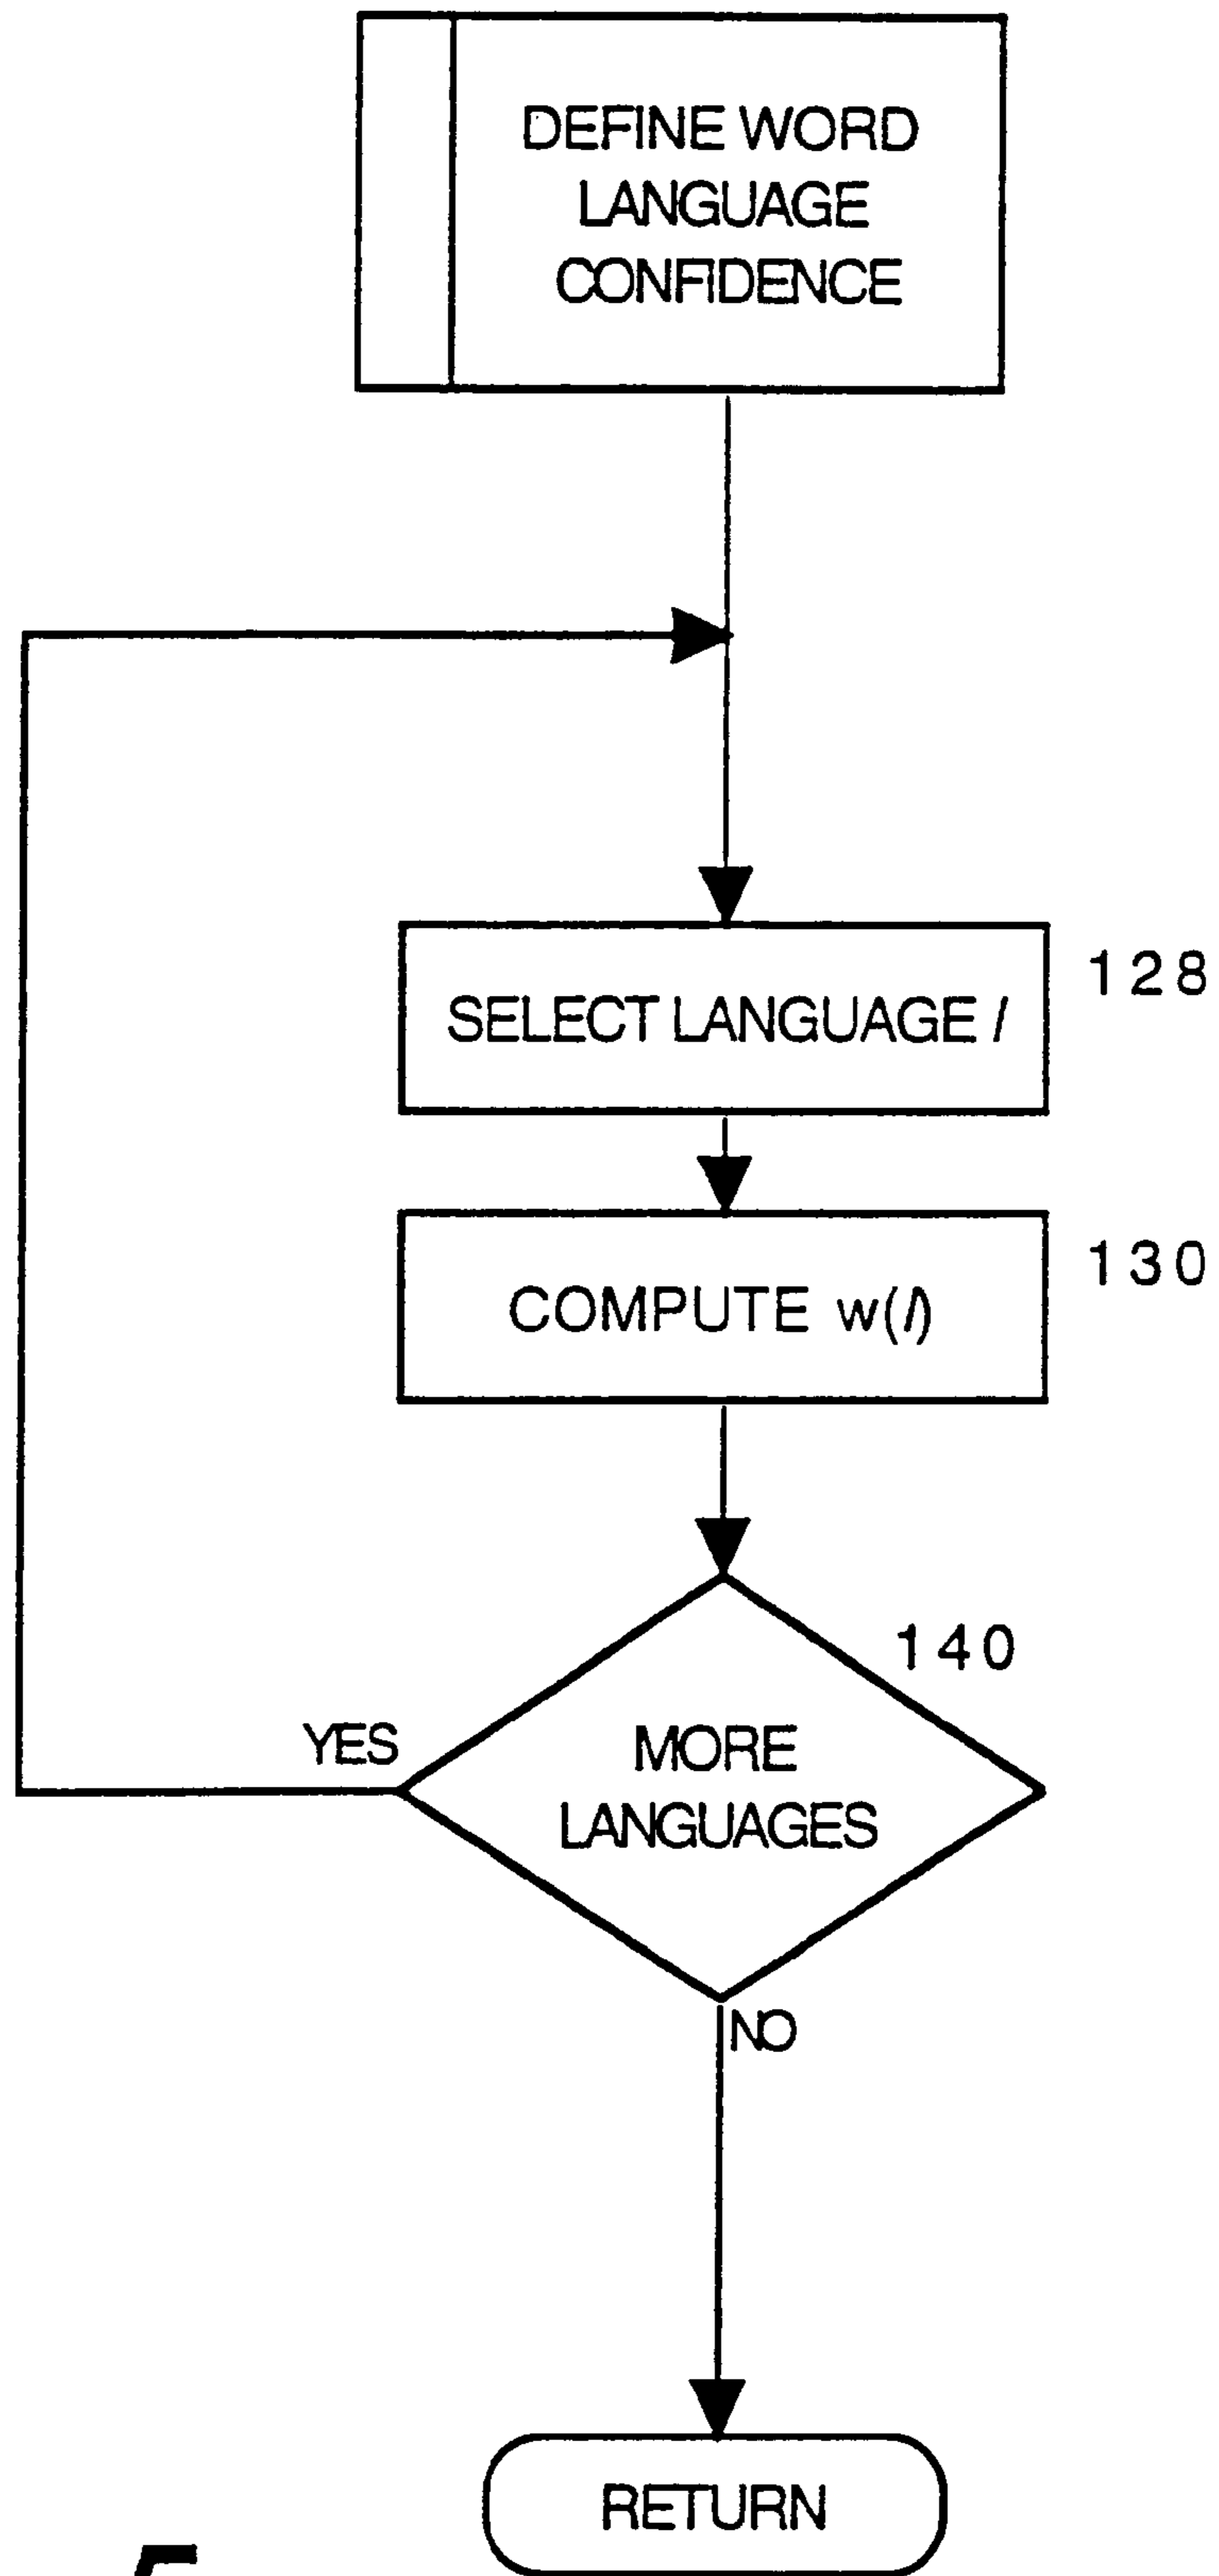 DEFINE WORD
LANGUAGE
CONFIDENCE
SELECT LANGUAGE l
128
COMPUTE w(l)
130
140
YES
MORE
LANGUAGES
NO
RETURN